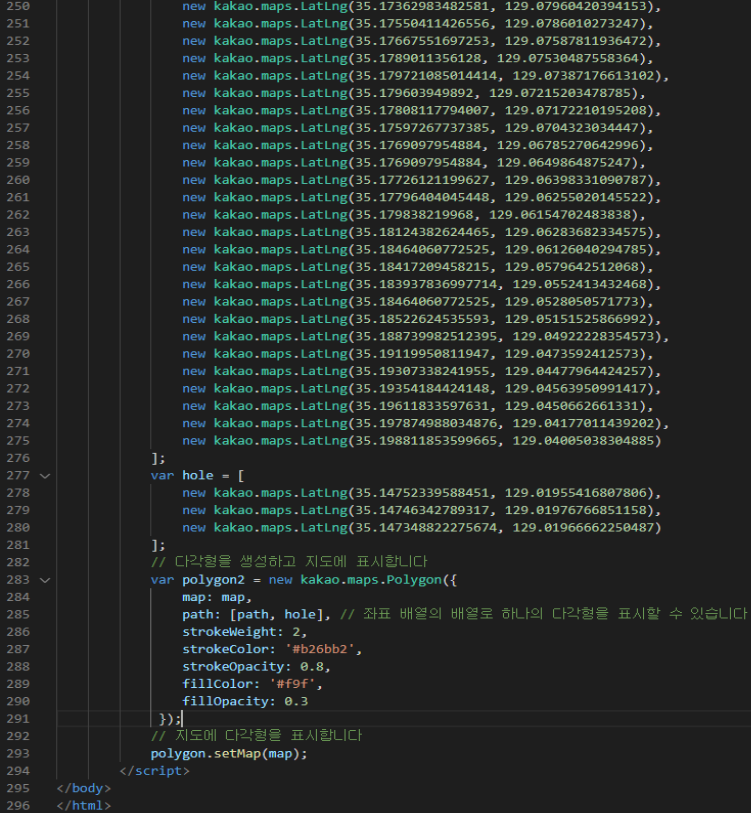 250 new kakao.maps.LatLng(35.17362983482581, 129.07960420394153),
251 new kakao.maps.LatLng(35.17550411426556, 129.0786010273247),
252 new kakao.maps.LatLng(35.17667551697253, 129.07587811936472),
253 new kakao.maps.LatLng(35.1789011356128, 129.07530487558364),
254 new kakao.maps.LatLng(35.179721085014414, 129.07387176613102),
255 new kakao.maps.LatLng(35.179603949892, 129.07215203478785),
256 new kakao.maps.LatLng(35.17808117794007, 129.07172210195208),
257 new kakao.maps.LatLng(35.17597267737385, 129.0704323034447),
258 new kakao.maps.LatLng(35.1769097954884, 129.06785270642996),
259 new kakao.maps.LatLng(35.1769097954884, 129.0649864875247),
260 new kakao.maps.LatLng(35.17726121199627, 129.06398331090787),
261 new kakao.maps.LatLng(35.17796404045448, 129.06255020145522),
262 new kakao.maps.LatLng(35.179838219968, 129.06154702483838),
263 new kakao.maps.LatLng(35.18124382624465, 129.06283682334575),
264 new kakao.maps.LatLng(35.18464060772525, 129.06126040294785),
265 new kakao.maps.LatLng(35.18417209458215, 129.0579642512068),
266 new kakao.maps.LatLng(35.183937836997714, 129.0552413432468),
267 new kakao.maps.LatLng(35.18464060772525, 129.0528050571773),
268 new kakao.maps.LatLng(35.18522624535593, 129.05151525866992),
269 new kakao.maps.LatLng(35.188739982512395, 129.04922228354573),
270 new kakao.maps.LatLng(35.19119950811947, 129.0473592412573),
271 new kakao.maps.LatLng(35.19307338241955, 129.04477964424257),
272 new kakao.maps.LatLng(35.19354184424148, 129.04563950991417),
273 new kakao.maps.LatLng(35.19611833597631, 129.0450662661331),
274 new kakao.maps.LatLng(35.197874988034876, 129.04177011439202),
275 new kakao.maps.LatLng(35.198811853599665, 129.04005038304885)
276 ];
277 var hole = [
278 new kakao.maps.LatLng(35.14752339588451, 129.01955416807806),
279 new kakao.maps.LatLng(35.14746342789317, 129.01976766851158),
280 new kakao.maps.LatLng(35.147348822275674, 129.01966662250487)
281 ];
282 // 다각형을 생성하고 지도에 표시합니다
283 var polygon2 = new kakao.maps.Polygon({
284 map: map,
285 path: [path, hole], // 좌표 배열의 배열로 하나의 다각형을 표시할 수 있습니다
286 strokeWeight: 2,
287 strokeColor: '#b26bb2',
288 strokeOpacity: 0.8,
289 fillColor: '#f9f',
290 fillOpacity: 0.3
291 });
292 // 지도에 다각형을 표시합니다
293 polygon.setMap(map);
294 </script>
295 </body>
296 </html>